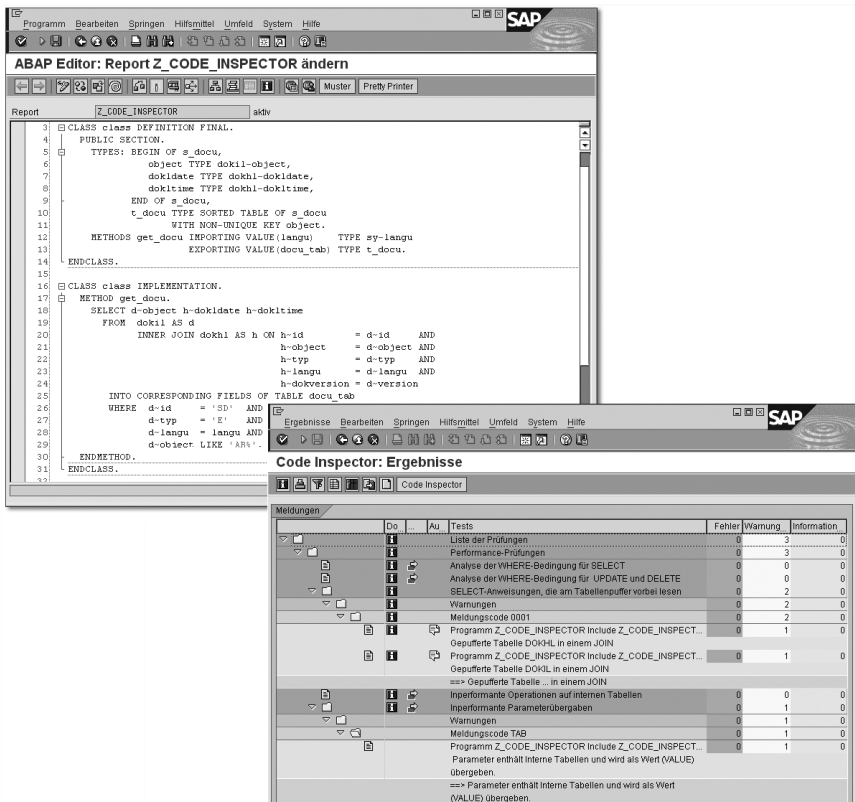 Programm Bearbeiten Springen Hilfsmittel Umfeld System Hilfe
SAP
ABAP Editor: Report Z_CODE_INSPECTOR ändern
Muster Pretty Printer
Report Z_CODE_INSPECTOR aktiv
3 CLASS class DEFINITION FINAL.
4 PUBLIC SECTION.
5 TYPES: BEGIN OF s_docu,
6 object TYPE dokil-object,
7 dokldate TYPE dokhl-dokldate,
8 dokltime TYPE dokhl-dokltime,
9 END OF s_docu,
10 t_docu TYPE SORTED TABLE OF s_docu
11 WITH NON-UNIQUE KEY object.
12 METHODS get_docu IMPORTING VALUE(langu) TYPE sy-langu
13 EXPORTING VALUE(docu_tab) TYPE t_docu.
14 ENDCLASS.
15
16 CLASS class IMPLEMENTATION.
17 METHOD get_docu.
18 SELECT d~object h~dokldate h~dokltime
19 FROM dokil AS d
20 INNER JOIN dokhl AS h ON h~id = d~id AND
21 h~object = d~object AND
22 h~typ = d~typ AND
23 h~langu = d~langu AND
24 h~dokversion = d~version
25 INTO CORRESPONDING FIELDS OF TABLE docu_tab
26 WHERE d~id = 'SD' AND
27 d~typ = 'E' AND
28 d~langu = langu AND
29 d~object LIKE 'AB%'.
30 ENDMETHOD.
31 ENDCLASS.
32
Ergebnisse Bearbeiten Springen Hilfsmittel Umfeld System Hilfe
SAP
Code Inspector: Ergebnisse
Code Inspector
Meldungen
Do... ... Au... Tests Fehler Warnung... Information...
Liste der Prüfungen 0 3 0
Performance-Prüfungen 0 3 0
Analyse der WHERE-Bedingung für SELECT 0 0 0
Analyse der WHERE-Bedingung für UPDATE und DELETE 0 0 0
SELECT-Anweisungen, die am Tabellenpuffer vorbei lesen 0 2 0
Warnungen 0 2 0
Meldungscode 0001 0 2 0
Programm Z_CODE_INSPECTOR Include Z_CODE_INSPECT... 0 1 0
Gepufferte Tabelle DOKHL in einem JOIN
Programm Z_CODE_INSPECTOR Include Z_CODE_INSPECT... 0 1 0
Gepufferte Tabelle DOKIL in einem JOIN
==> Gepufferte Tabelle ... in einem JOIN
Inperformante Operationen auf internen Tabellen 0 0 0
Inperformante Parameterübergaben 0 1 0
Warnungen 0 1 0
Meldungscode TAB 0 1 0
Programm Z_CODE_INSPECTOR Include Z_CODE_INSPECT... 0 1 0
Parameter enthält Interne Tabellen und wird als Wert (VALUE)
übergeben.
==> Parameter enthält Interne Tabellen und wird als Wert
(VALUE) übergeben.